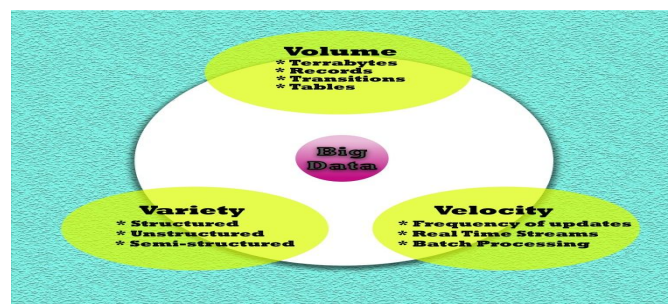 Volume
* Terrabytes
* Records
* Transitions
* Tables
Big
Data
Variety
* Structured
* Unstructured
* Semi-structured
Velocity
* Frequency of updates
* Real Time Streams
* Batch Processing